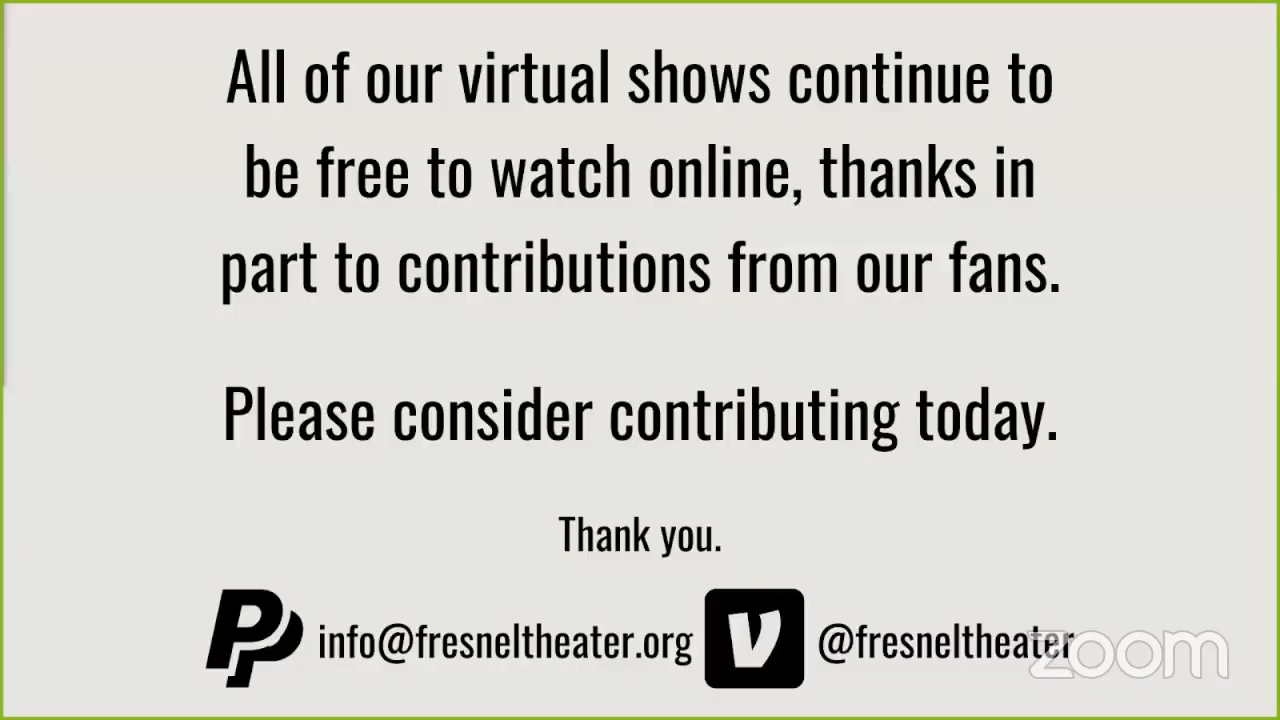 All of our virtual shows continue to
be free to watch online, thanks in
part to contributions from our fans.
Please consider contributing today.
Thank you.
info@fresneltheater.org @fresneltheater
zoom